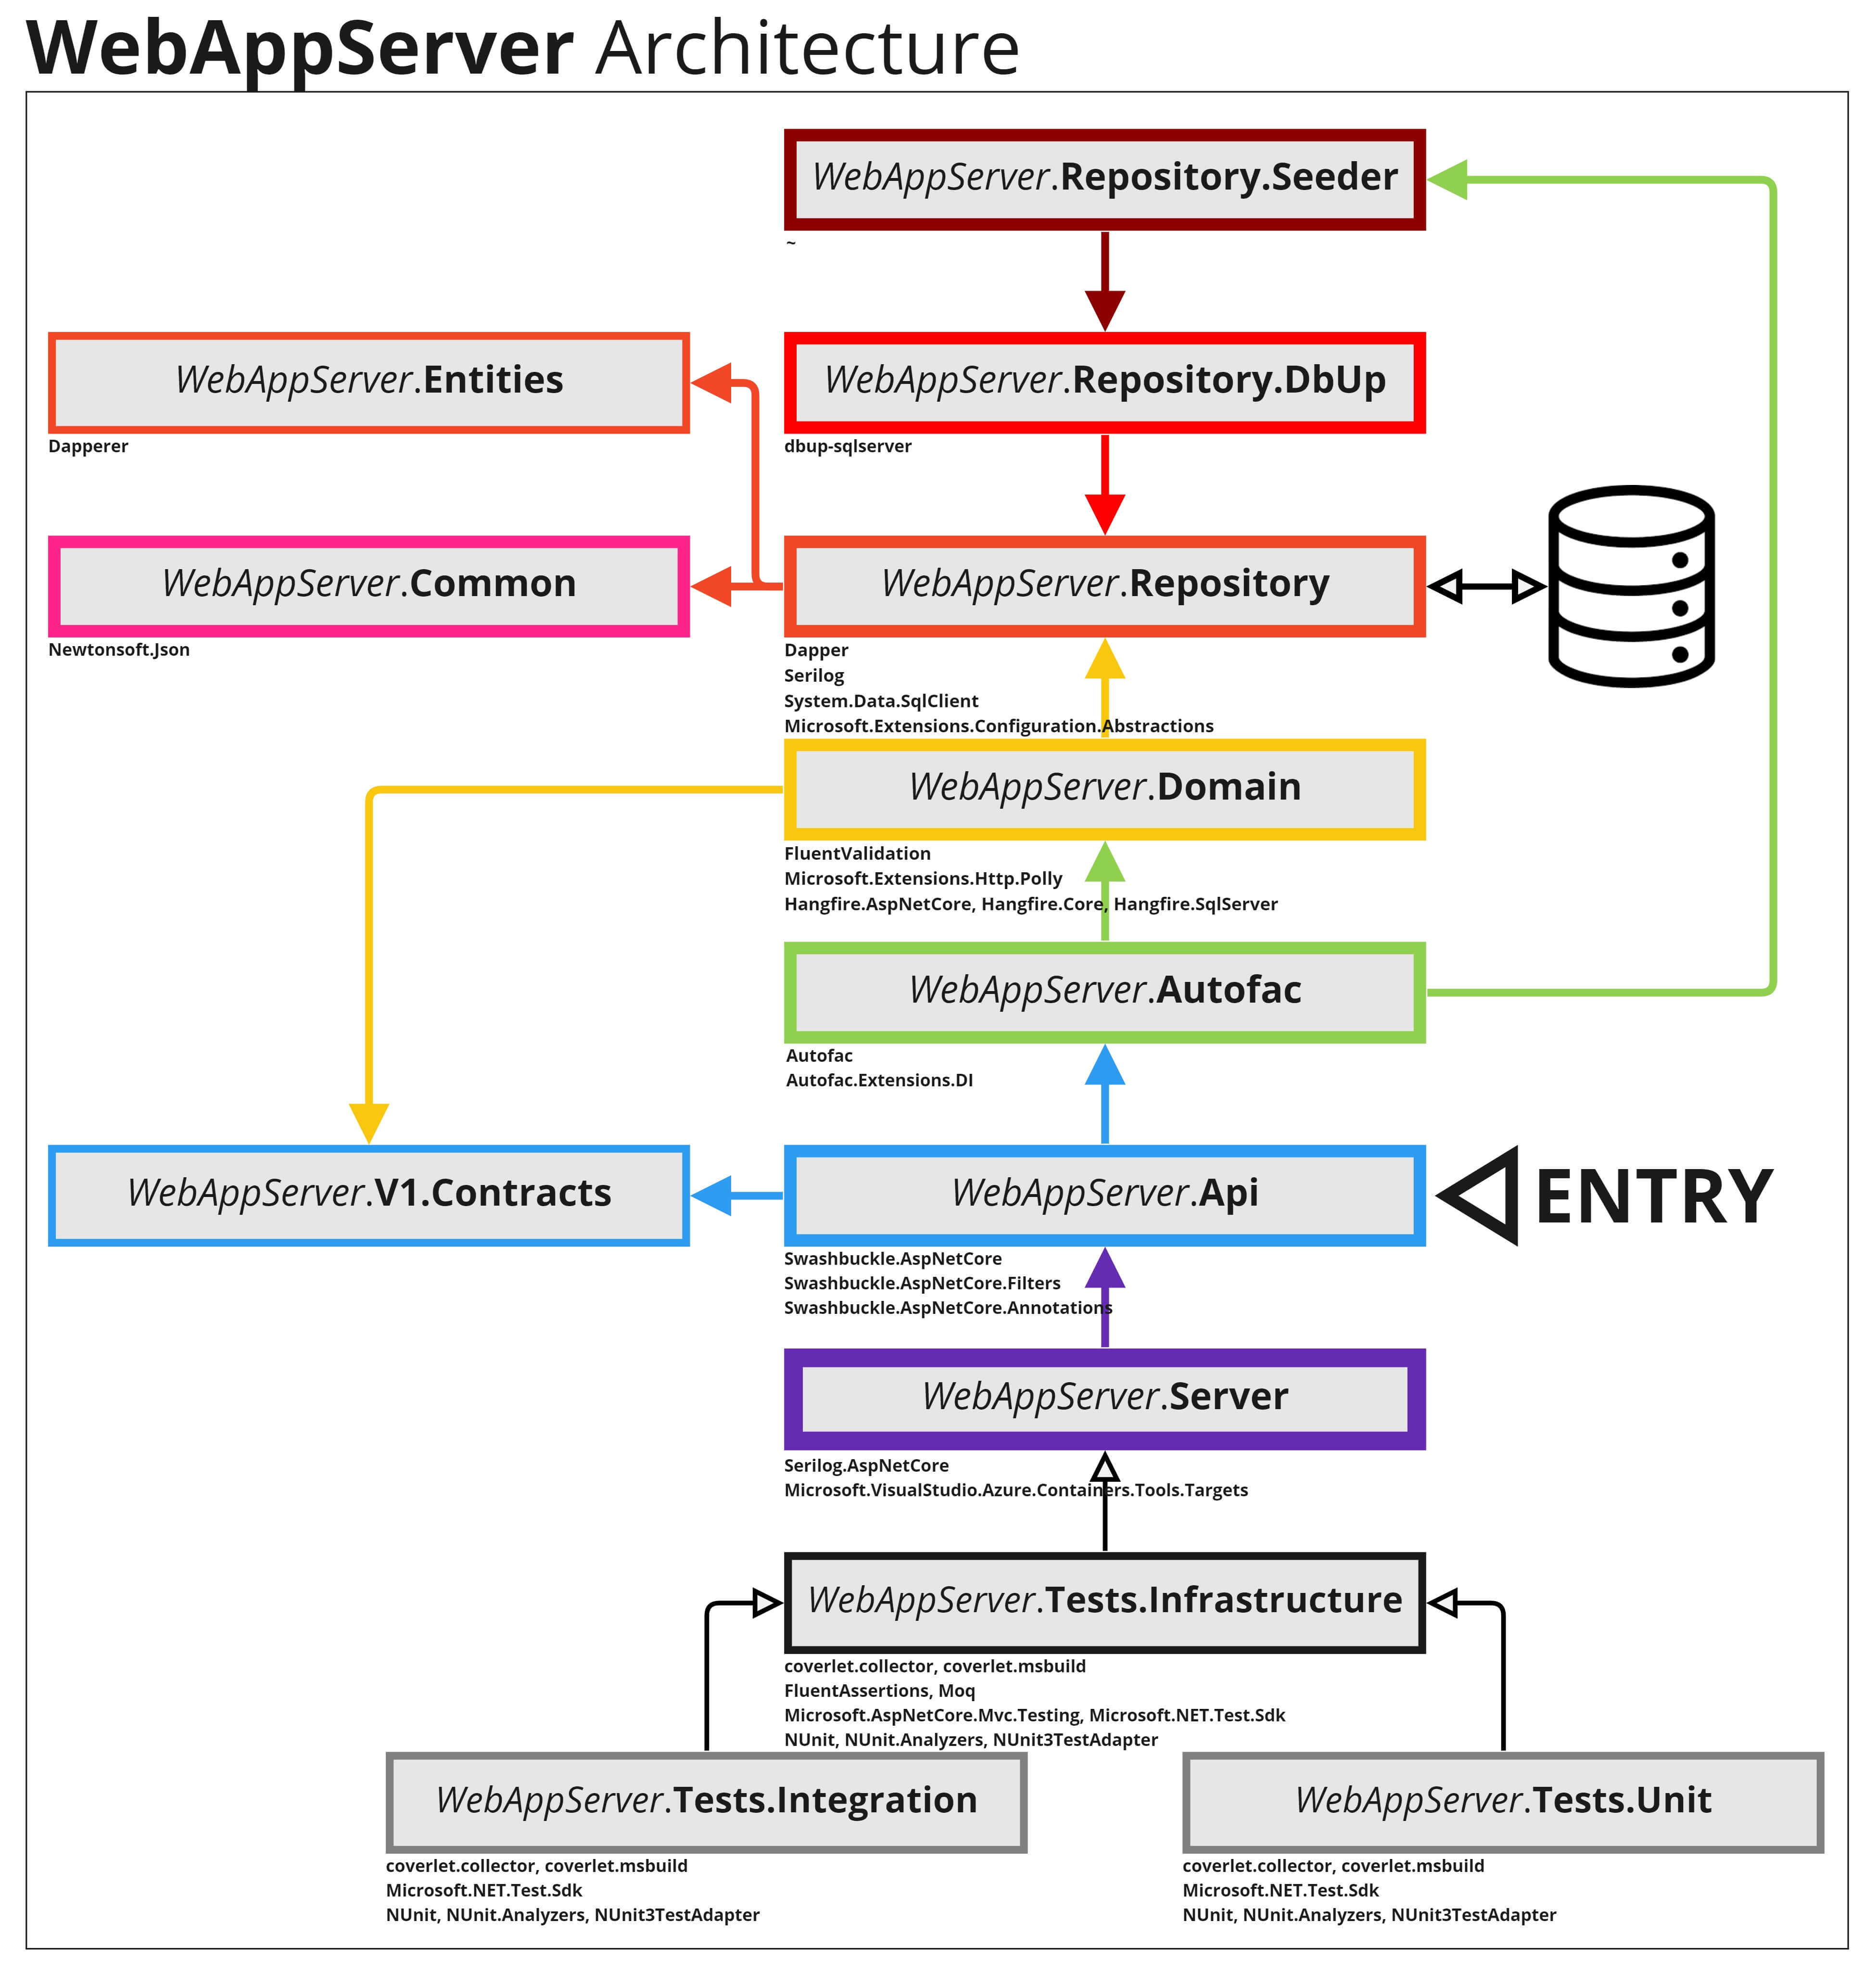 WebAppServer Architecture
WebAppServer.Repository.Seeder
~
WebAppServer.Entities
Dapperer
WebAppServer.Repository.DbUp
dbup-sqlserver
WebAppServer.Common
Newtonsoft.Json
WebAppServer.Repository
Dapper
Serilog
System.Data.SqlClient
Microsoft.Extensions.Configuration.Abstractions
WebAppServer.Domain
FluentValidation
Microsoft.Extensions.Http.Polly
Hangfire.AspNetCore, Hangfire.Core, Hangfire.SqlServer
WebAppServer.Autofac
Autofac
Autofac.Extensions.DI
WebAppServer.V1.Contracts
WebAppServer.Api
ENTRY
Swashbuckle.AspNetCore
Swashbuckle.AspNetCore.Filters
Swashbuckle.AspNetCore.Annotations
WebAppServer.Server
Serilog.AspNetCore
Microsoft.VisualStudio.Azure.Containers.Tools.Targets
WebAppServer.Tests.Infrastructure
coverlet.collector, coverlet.msbuild
FluentAssertions, Moq
Microsoft.AspNetCore.Mvc.Testing, Microsoft.NET.Test.Sdk
NUnit, NUnit.Analyzers, NUnit3TestAdapter
WebAppServer.Tests.Integration
coverlet.collector, coverlet.msbuild
Microsoft.NET.Test.Sdk
NUnit, NUnit.Analyzers, NUnit3TestAdapter
WebAppServer.Tests.Unit
coverlet.collector, coverlet.msbuild
Microsoft.NET.Test.Sdk
NUnit, NUnit.Analyzers, NUnit3TestAdapter